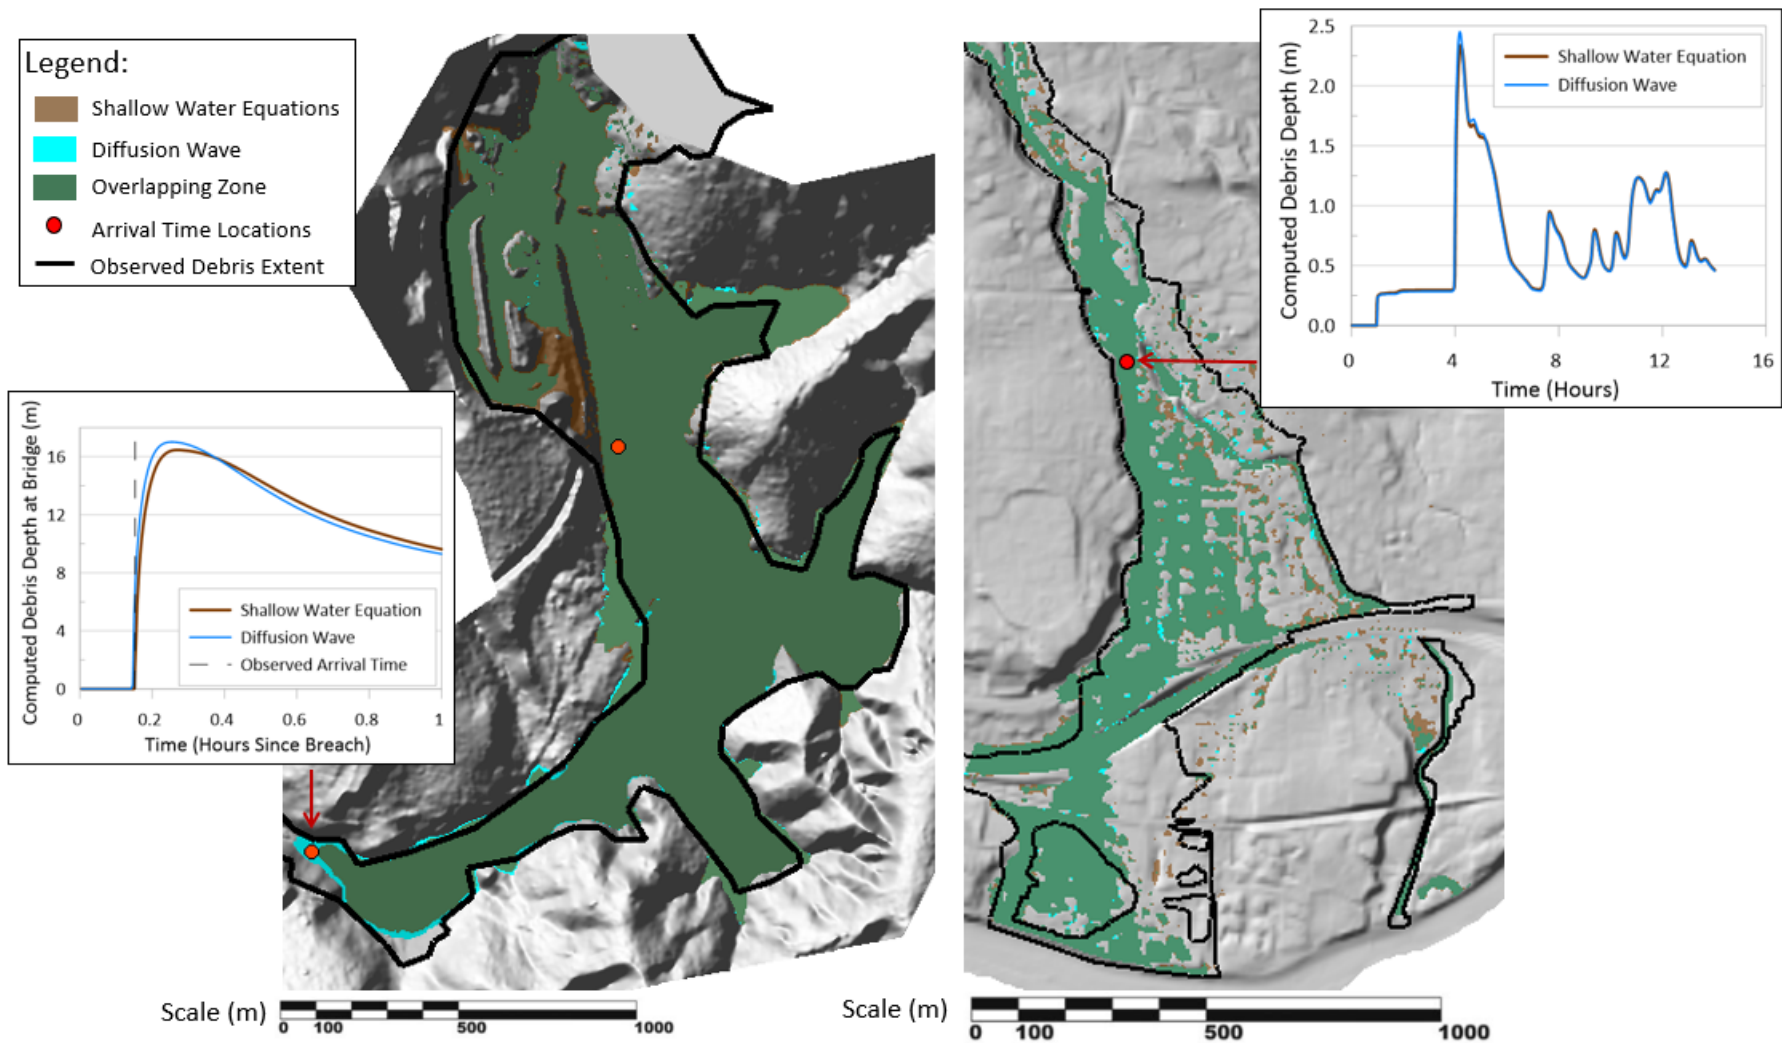 Legend:
Shallow Water Equations
Diffusion Wave
Overlapping Zone
Arrival Time Locations
Observed Debris Extent
Computed Debris Depth at Bridge (m)
16
12
8
4
0
Shallow Water Equation
Diffusion Wave
Observed Arrival Time
0 0.2 0.4 0.6 0.8 1
Time (Hours Since Breach)
Scale (m)
0 100 500 1000
Computed Debris Depth (m)
2.5
2.0
1.5
1.0
0.5
0.0
Shallow Water Equation
Diffusion Wave
0 4 8 12 16
Time (Hours)
Scale (m)
0 100 500 1000